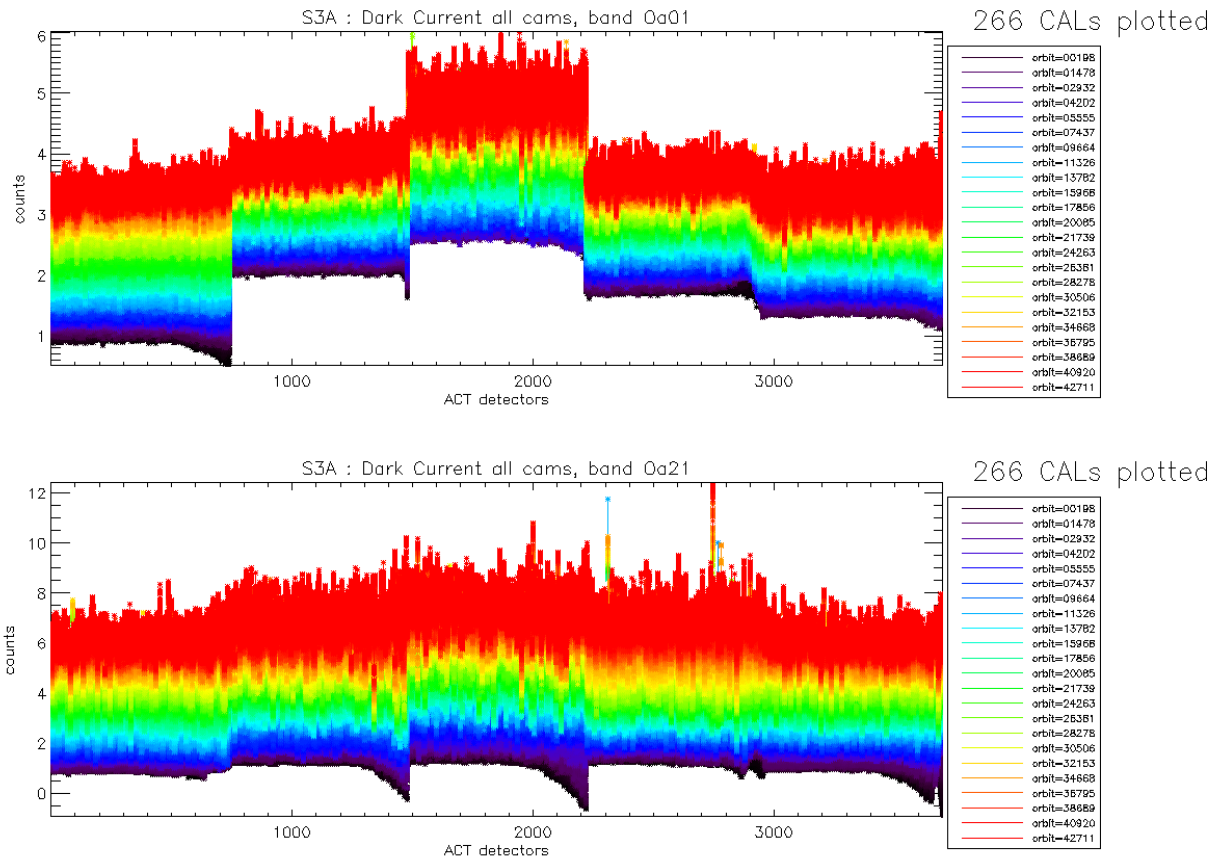 S3A : Dark Current all cams, band Oa01
266 CALs plotted
6
5
4
3
2
1
counts
1000
2000
3000
ACT detectors
orbit=00198
orbit=01478
orbit=02932
orbit=04202
orbit=05555
orbit=07437
orbit=09664
orbit=11326
orbit=13782
orbit=15968
orbit=17856
orbit=20085
orbit=21739
orbit=24263
orbit=26381
orbit=28278
orbit=30506
orbit=32153
orbit=34668
orbit=36795
orbit=38689
orbit=40920
orbit=42711
S3A : Dark Current all cams, band Oa21
266 CALs plotted
12
10
8
6
4
2
0
counts
1000
2000
3000
ACT detectors
orbit=00198
orbit=01478
orbit=02932
orbit=04202
orbit=05555
orbit=07437
orbit=09664
orbit=11326
orbit=13782
orbit=15968
orbit=17856
orbit=20085
orbit=21739
orbit=24263
orbit=26381
orbit=28278
orbit=30506
orbit=32153
orbit=34668
orbit=36795
orbit=38689
orbit=40920
orbit=42711